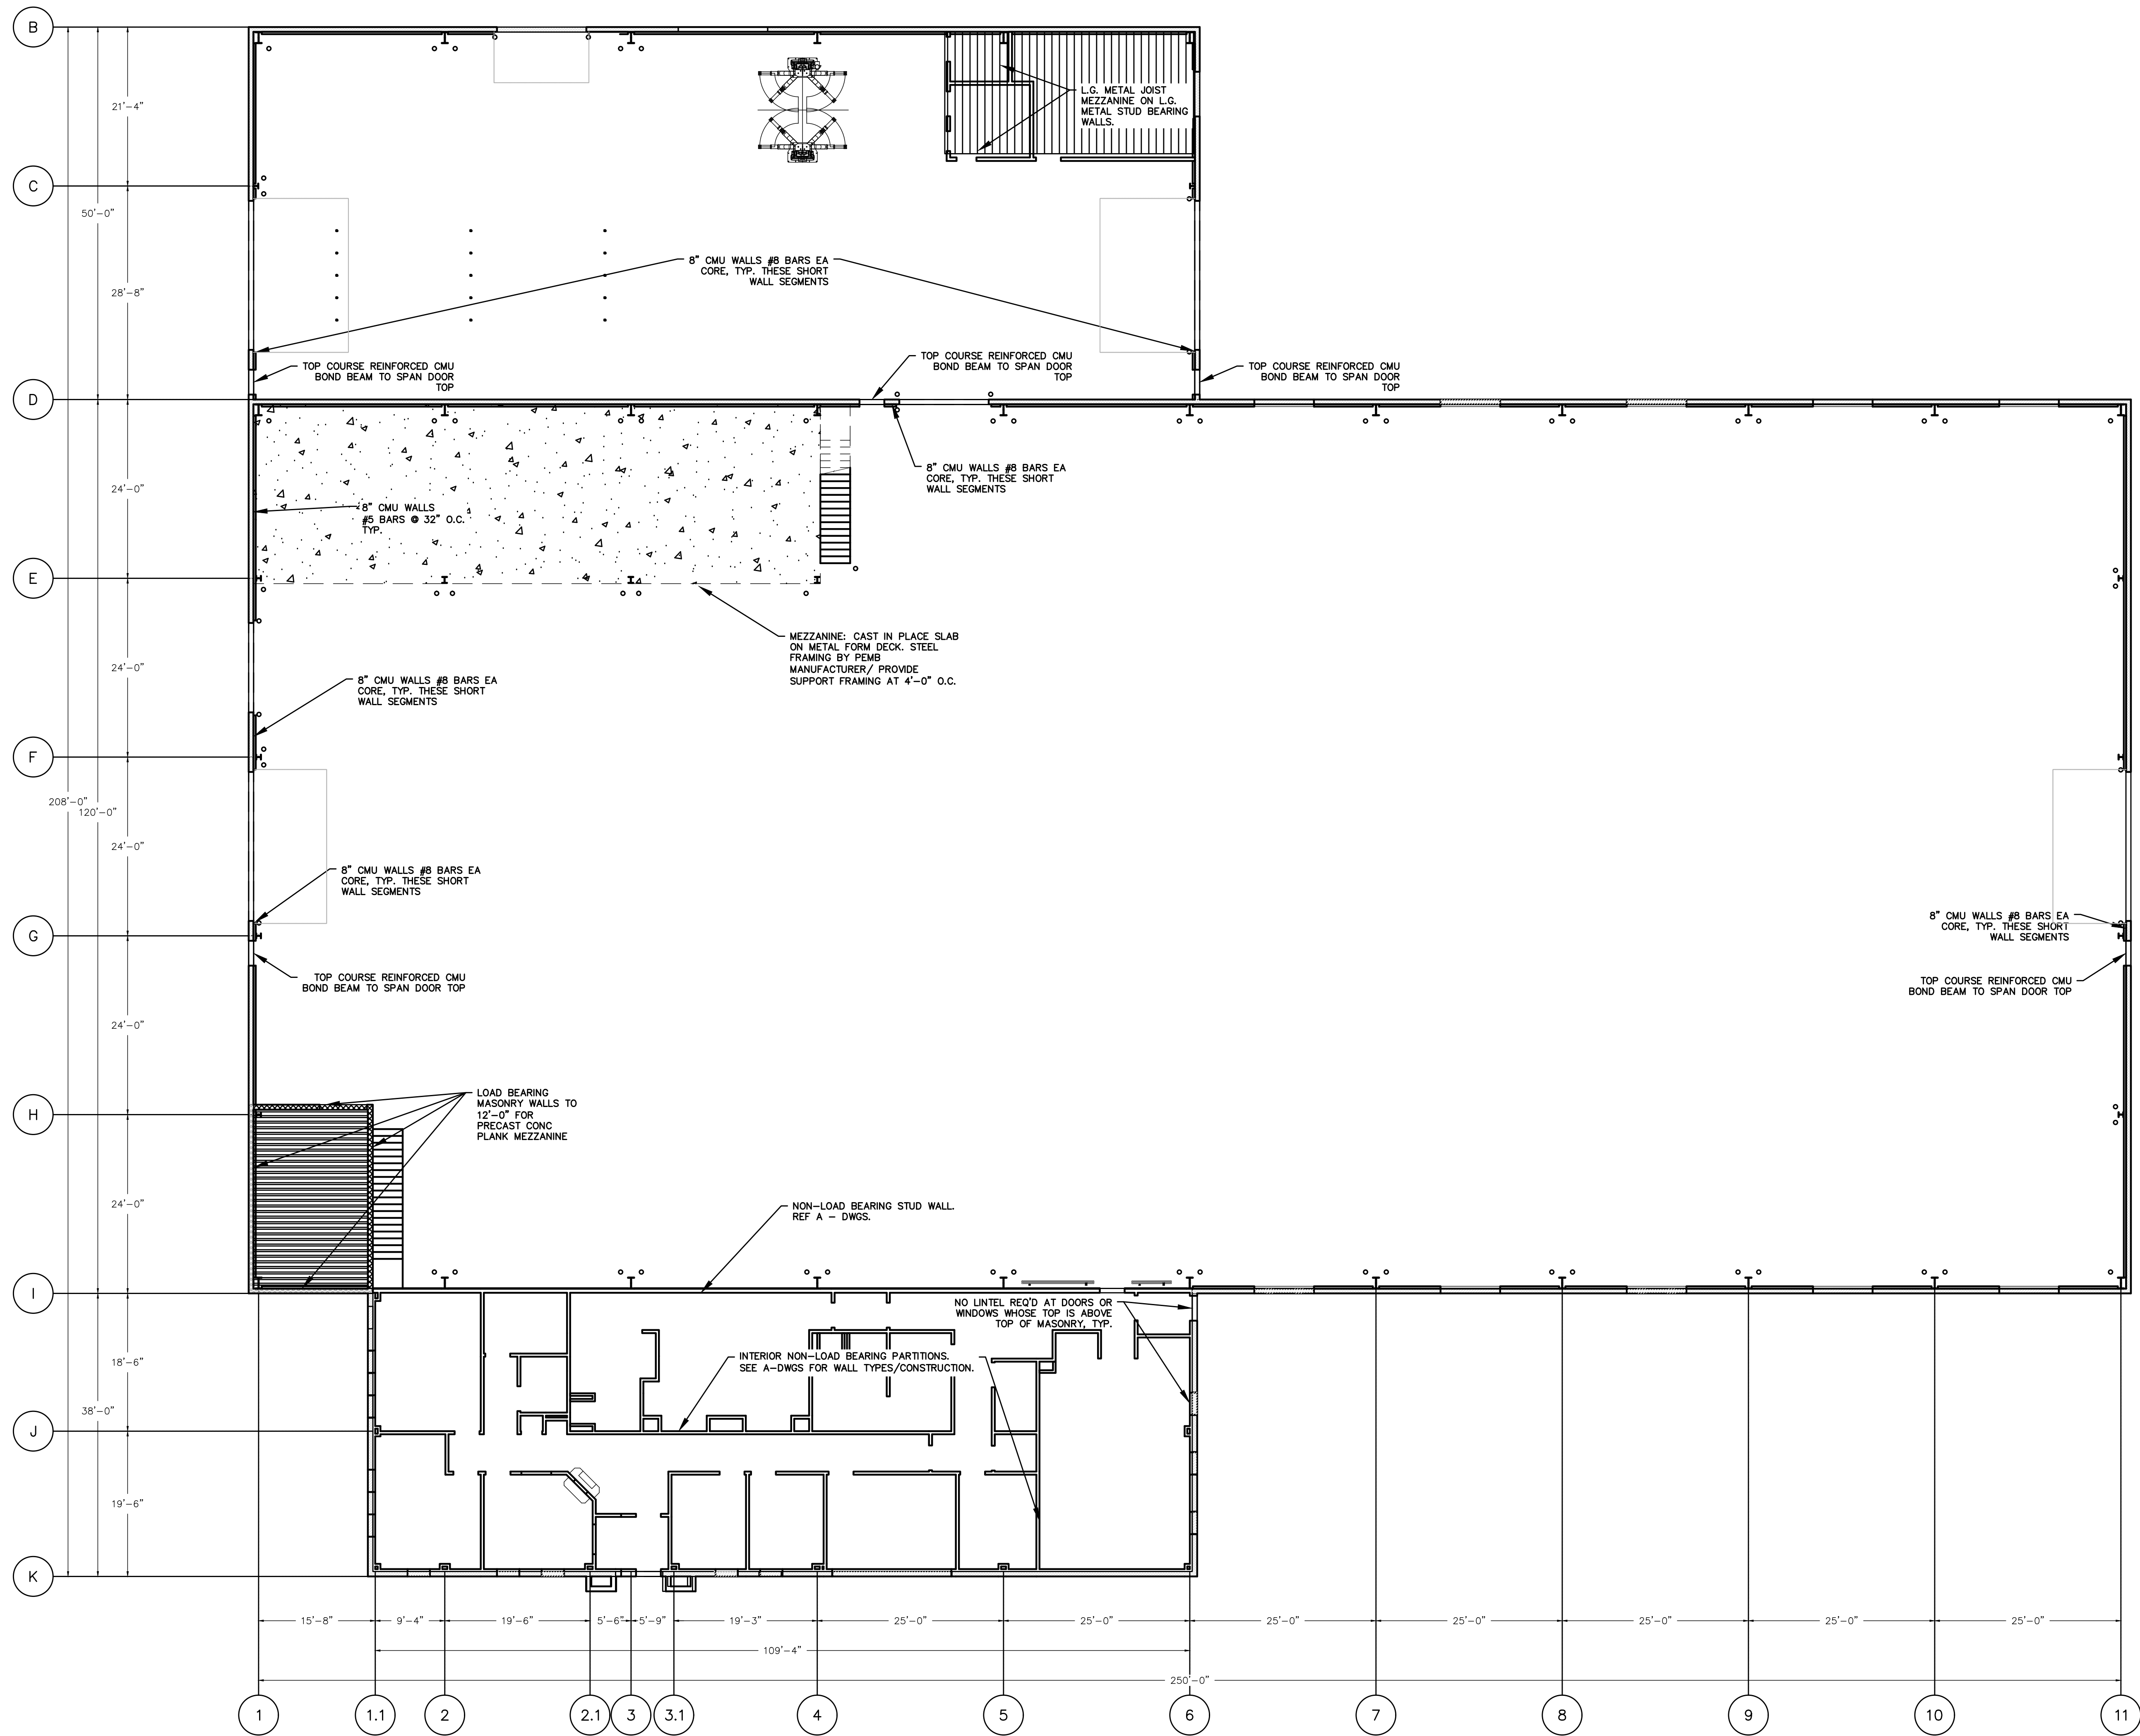 B
21'-4"
L.G. METAL JOIST
MEZZANINE ON L.G.
METAL STUD BEARING
WALLS.
C
50'-0"
8" CMU WALLS #8 BARS EA
CORE, TYP. THESE SHORT
WALL SEGMENTS
28'-8"
TOP COURSE REINFORCED CMU
BOND BEAM TO SPAN DOOR
TOP
TOP COURSE REINFORCED CMU
BOND BEAM TO SPAN DOOR
TOP
TOP COURSE REINFORCED CMU
BOND BEAM TO SPAN DOOR
TOP
D
8" CMU WALLS #8 BARS EA
CORE, TYP. THESE SHORT
WALL SEGMENTS
24'-0"
8" CMU WALLS
#5 BARS @ 32" O.C.
TYP.
E
MEZZANINE: CAST IN PLACE SLAB
ON METAL FORM DECK. STEEL
FRAMING BY PEMB
MANUFACTURER/ PROVIDE
SUPPORT FRAMING AT 4'-0" O.C.
24'-0"
8" CMU WALLS #8 BARS EA
CORE, TYP. THESE SHORT
WALL SEGMENTS
F
208'-0"
120'-0"
24'-0"
8" CMU WALLS #8 BARS EA
CORE, TYP. THESE SHORT
WALL SEGMENTS
8" CMU WALLS #8 BARS EA
CORE, TYP. THESE SHORT
WALL SEGMENTS
G
TOP COURSE REINFORCED CMU
BOND BEAM TO SPAN DOOR TOP
TOP COURSE REINFORCED CMU
BOND BEAM TO SPAN DOOR TOP
24'-0"
LOAD BEARING
MASONRY WALLS TO
12'-0" FOR
PRECAST CONC
PLANK MEZZANINE
H
24'-0"
NON-LOAD BEARING STUD WALL.
REF A - DWGS.
I
NO LINTEL REQ'D AT DOORS OR
WINDOWS WHOSE TOP IS ABOVE
TOP OF MASONRY, TYP.
18'-6"
INTERIOR NON-LOAD BEARING PARTITIONS.
SEE A-DWGS FOR WALL TYPES/CONSTRUCTION.
38'-0"
J
19'-6"
K
15'-8" 9'-4" 19'-6" 5'-6" 5'-9" 19'-3" 25'-0" 25'-0" 25'-0" 25'-0" 25'-0" 25'-0" 25'-0"
109'-4"
250'-0"
1 1.1 2 2.1 3 3.1 4 5 6 7 8 9 10 11